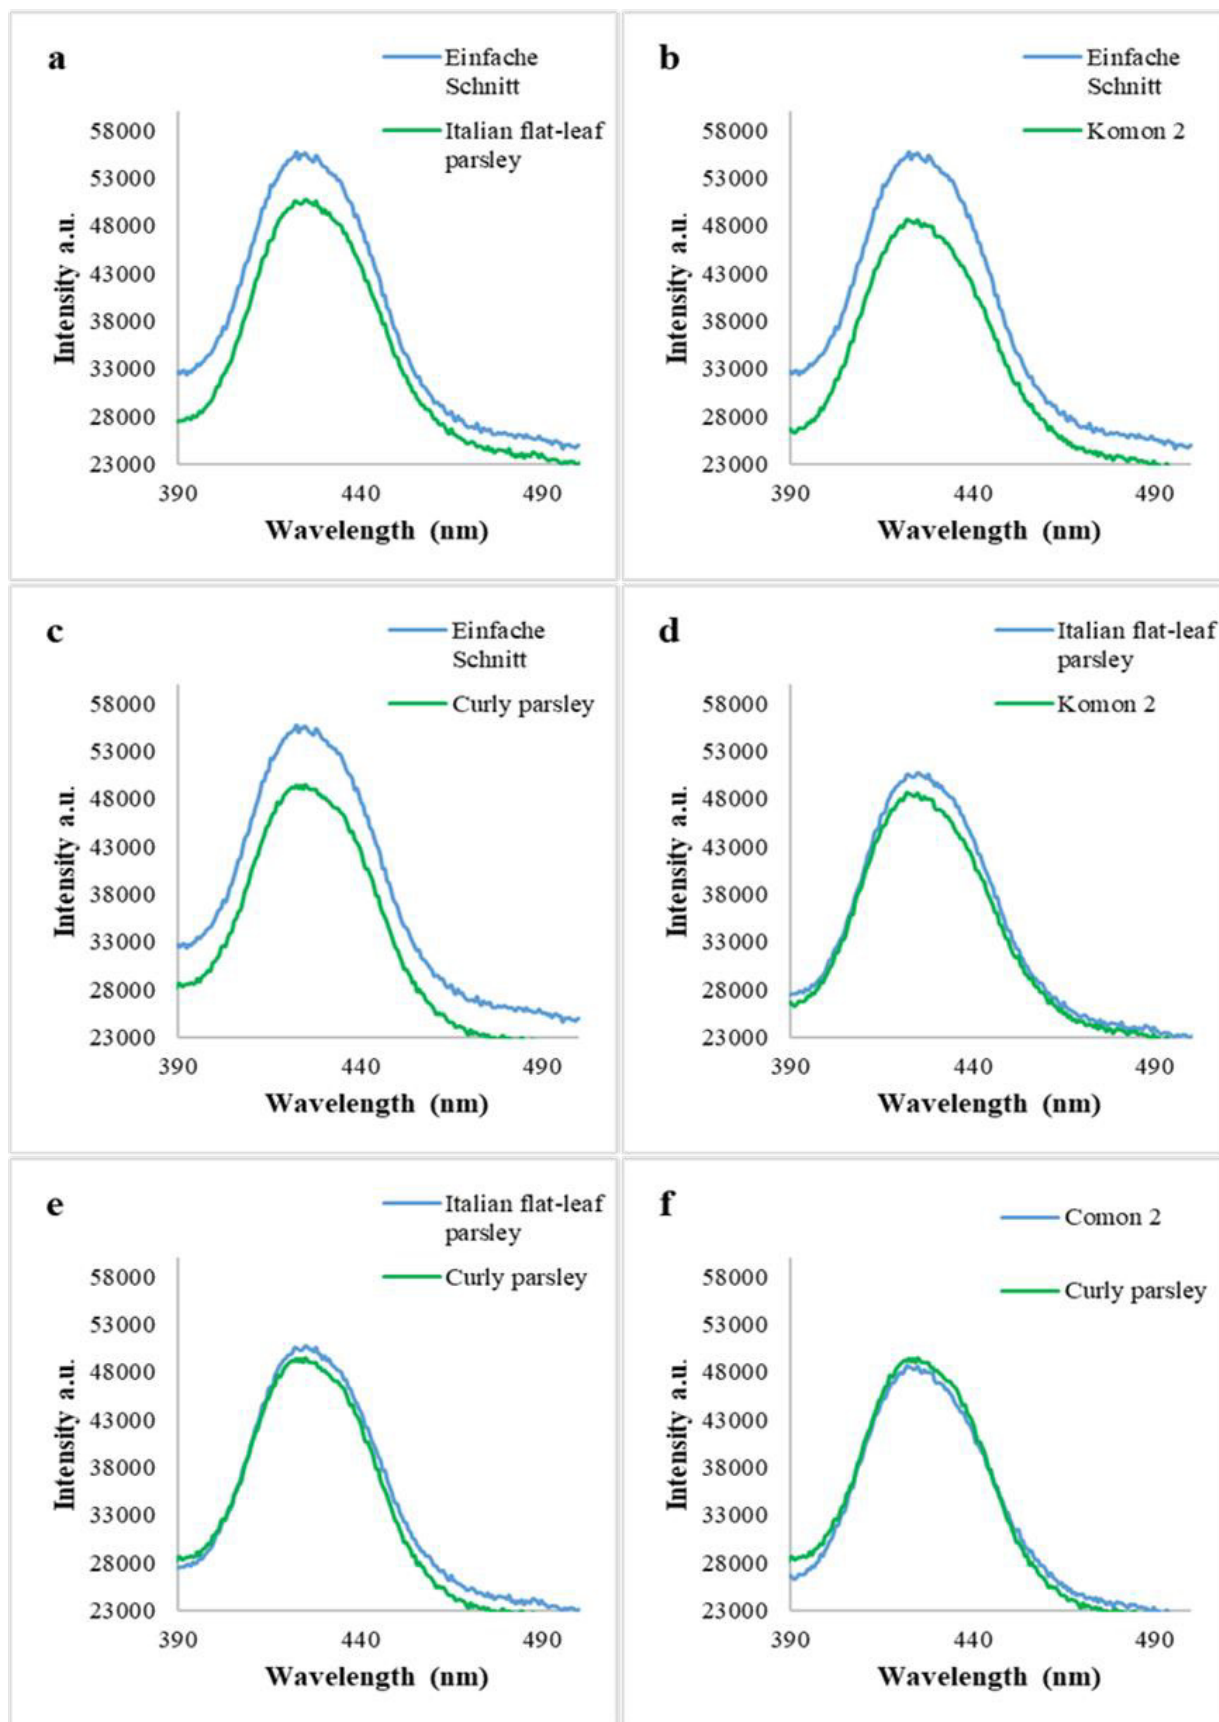 a
Einfache
Schnitt
Italian flat-leaf
parsley
58000
53000
48000
43000
38000
33000
28000
23000
Intensity a.u.
390 440 490
Wavelength (nm)
b
Einfache
Schnitt
Komon 2
58000
53000
48000
43000
38000
33000
28000
23000
Intensity a.u.
390 440 490
Wavelength (nm)
c
Einfache
Schnitt
Curly parsley
58000
53000
48000
43000
38000
33000
28000
23000
Intensity a.u.
390 440 490
Wavelength (nm)
d
Italian flat-leaf
parsley
Komon 2
58000
53000
48000
43000
38000
33000
28000
23000
Intensity a.u.
390 440 490
Wavelength (nm)
e
Italian flat-leaf
parsley
Curly parsley
58000
53000
48000
43000
38000
33000
28000
23000
Intensity a.u.
390 440 490
Wavelength (nm)
f
Comon 2
Curly parsley
58000
53000
48000
43000
38000
33000
28000
23000
Intensity a.u.
390 440 490
Wavelength (nm)